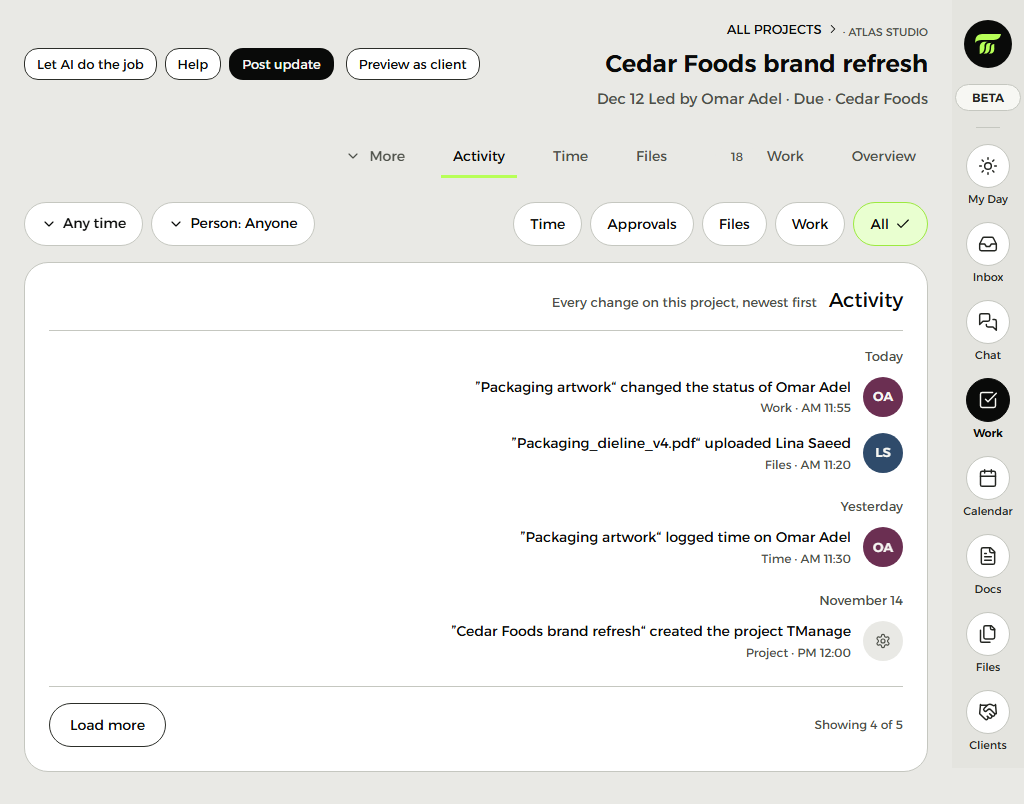 ALL PROJECTS
· ATLAS STUDIO
Cedar Foods brand refresh
Dec 12 Led by Omar Adel · Due · Cedar Foods
Let AI do the job
Help
Post update
Preview as client
More
Activity
Time
Files
18 Work
Overview
Any time
Person: Anyone
Time
Approvals
Files
Work
All
Every change on this project, newest first
Activity
Today
"Packaging artwork" changed the status of Omar Adel
OA
Work · AM 11:55
"Packaging_dieline_v4.pdf" uploaded Lina Saeed
LS
Files · AM 11:20
Yesterday
"Packaging artwork" logged time on Omar Adel
OA
Time · AM 11:30
November 14
"Cedar Foods brand refresh" created the project TManage
Project · PM 12:00
Load more
Showing 4 of 5
BETA
My Day
Inbox
Chat
Work
Calendar
Docs
Files
Clients